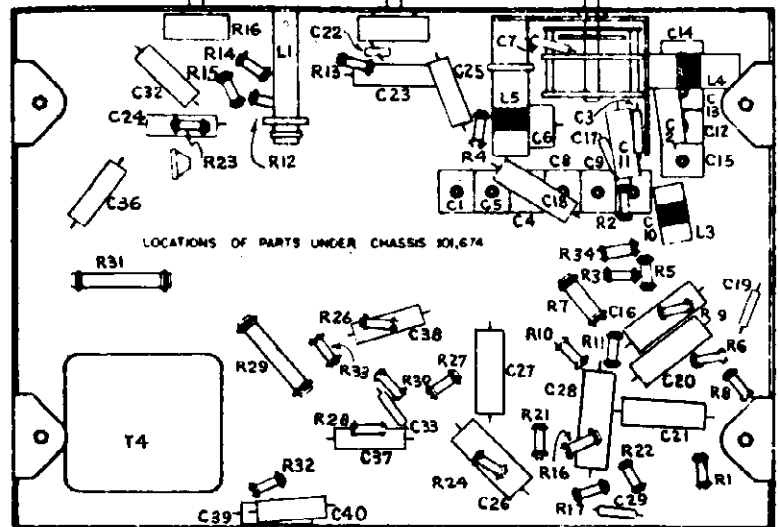 R16
L1
C22
C7
C14
R14
R15
R13
C25
L4
C32
C23
L5
C3
C13
C24
C6
C17
C2
C12
R4
R23
R12
C8
C9
C11
C15
C36
C1
C5
C4
C18
R2
C10
L3
LOCATIONS OF PARTS UNDER CHASSIS 101,674
R34
R31
R3
R5
R7
C16
C19
R26
R9
C38
R33
R10
R11
R6
R29
R30
R27
C27
C28
C20
R8
R28
C33
R21
C21
T4
C37
R24
R16
R22
R32
C26
R1
R17
C29
C39
C40